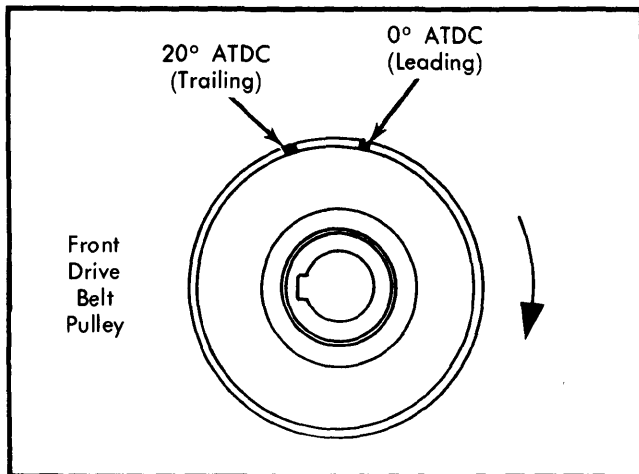 20° ATDC
(Trailing)
0° ATDC
(Leading)
Front
Drive
Belt
Pulley